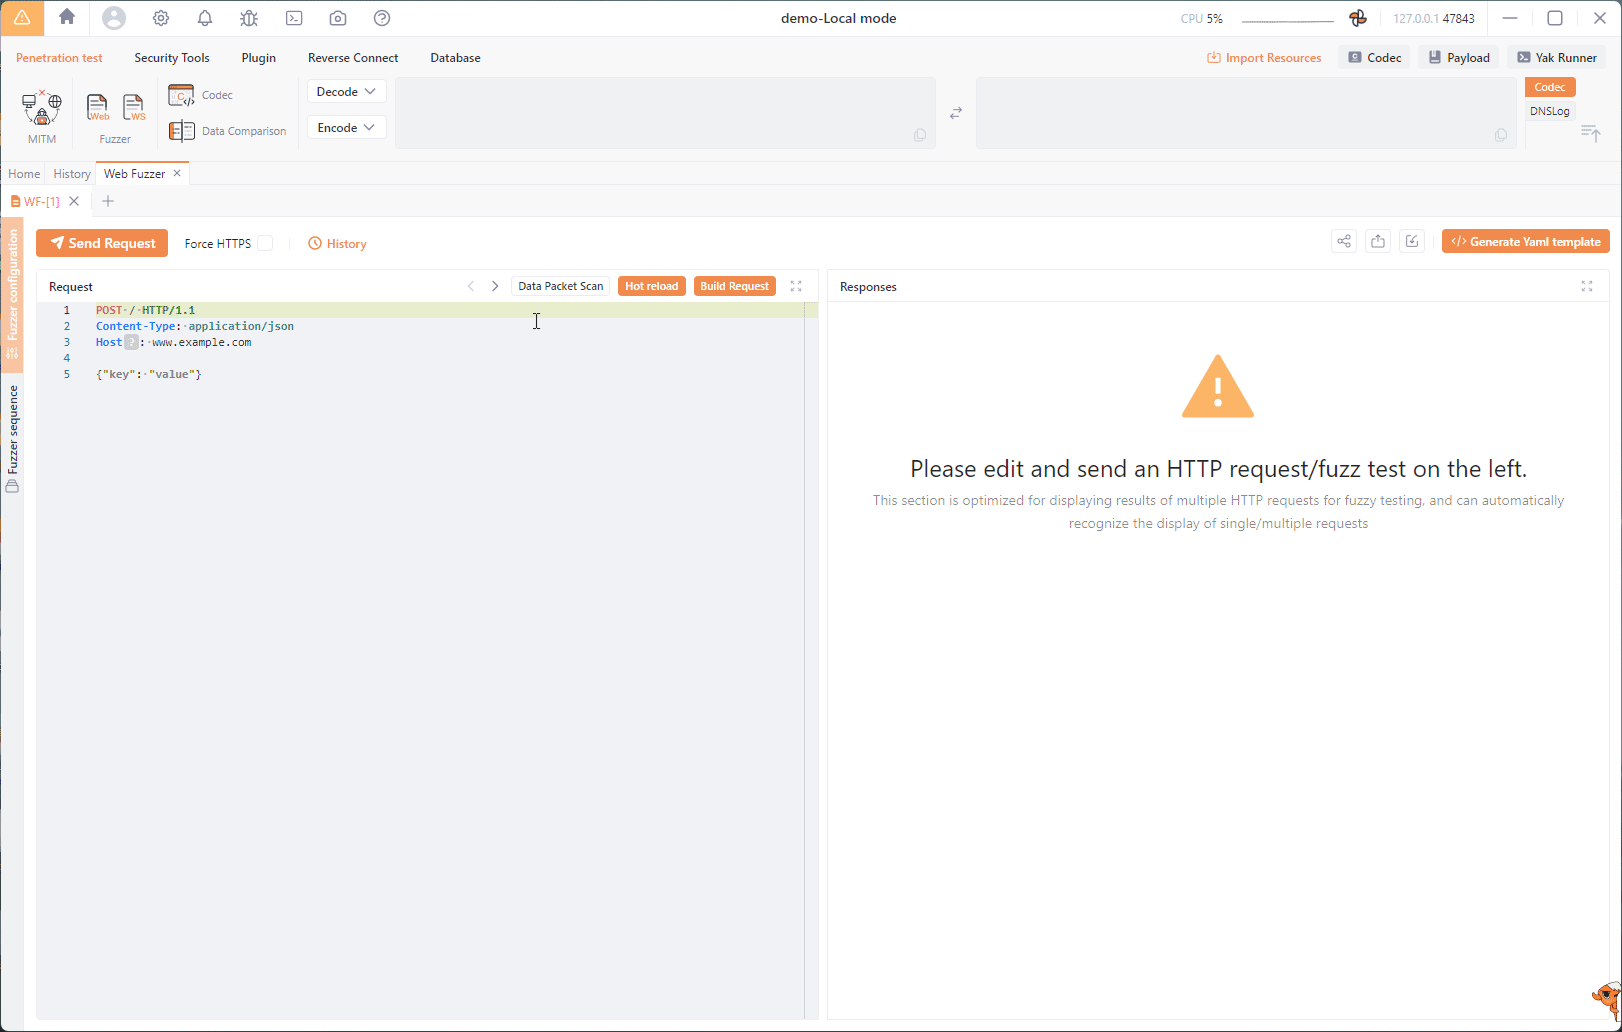 demo-Local mode
CPU 5%
127.0.0.1 47843
Penetration test
Security Tools
Plugin
Reverse Connect
Database
Import Resources
Codec
Payload
Yak Runner
MITM
Web
WS
Fuzzer
Codec
Data Comparison
Decode
Encode
Codec
DNSLog
Home
History
Web Fuzzer
WF-[1]
Fuzzer configuration
Fuzzer sequence
Send Request
Force HTTPS
History
Generate Yaml template
Request
Data Packet Scan
Hot reload
Build Request
Responses
1 POST / HTTP/1.1
2 Content-Type: application/json
3 Host ? : www.example.com
4
5 {"key": "value"}
Please edit and send an HTTP request/fuzz test on the left.
This section is optimized for displaying results of multiple HTTP requests for fuzzy testing, and can automatically
recognize the display of single/multiple requests